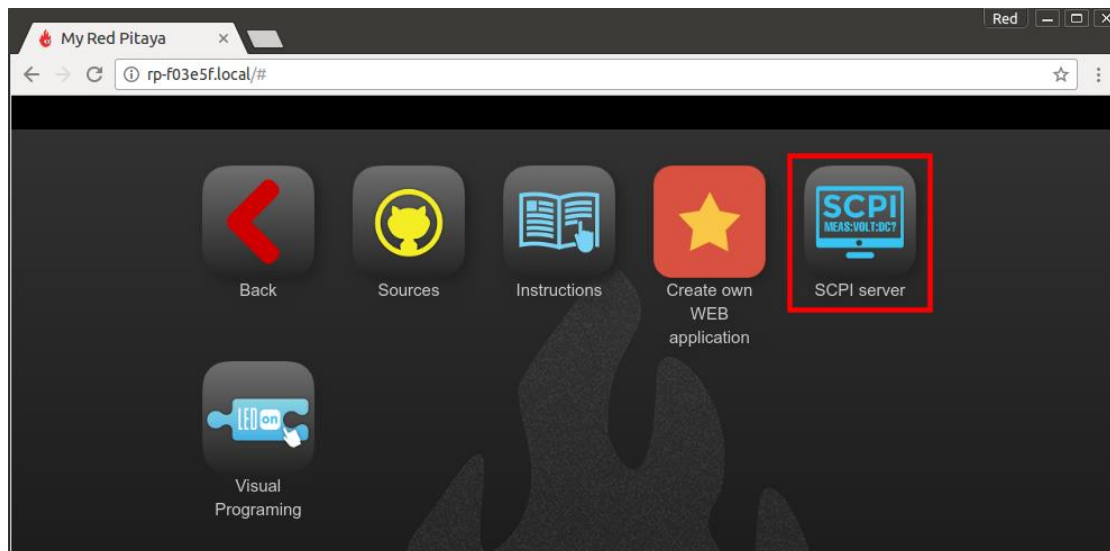 Red
My Red Pitaya
rp-f03e5f.local/#
SCPI
MEAS:VOLT:DC?
Back
Sources
Instructions
Create own
WEB
application
SCPI server
LED on
Visual
Programing